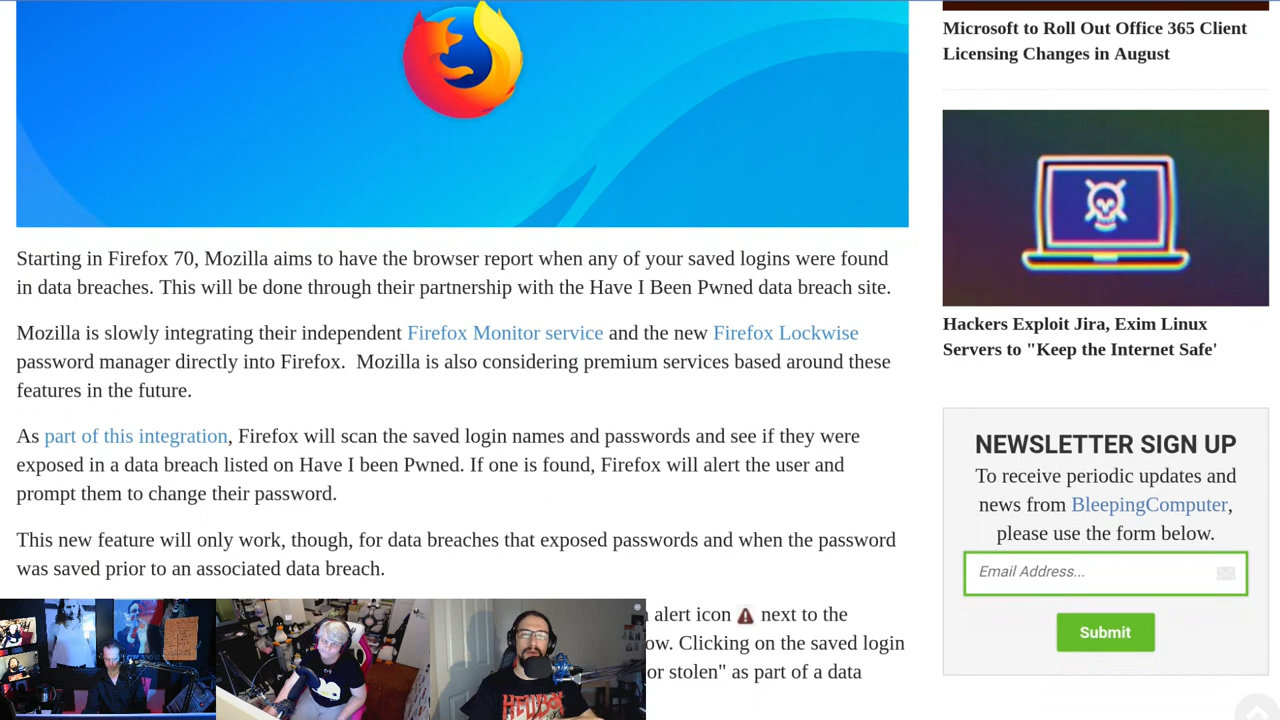 Starting in Firefox 70, Mozilla aims to have the browser report when any of your saved logins were found
in data breaches. This will be done through their partnership with the Have I Been Pwned data breach site.
Mozilla is slowly integrating their independent Firefox Monitor service and the new Firefox Lockwise
password manager directly into Firefox.  Mozilla is also considering premium services based around these
features in the future.
As part of this integration, Firefox will scan the saved login names and passwords and see if they were
exposed in a data breach listed on Have I been Pwned. If one is found, Firefox will alert the user and
prompt them to change their password.
This new feature will only work, though, for data breaches that exposed passwords and when the password
was saved prior to an associated data breach.
alert icon next to the
ow. Clicking on the saved login
or stolen" as part of a data
HELLBOY
Microsoft to Roll Out Office 365 Client
Licensing Changes in August
Hackers Exploit Jira, Exim Linux
Servers to "Keep the Internet Safe'
NEWSLETTER SIGN UP
To receive periodic updates and
news from BleepingComputer,
please use the form below.
Email Address...
Submit